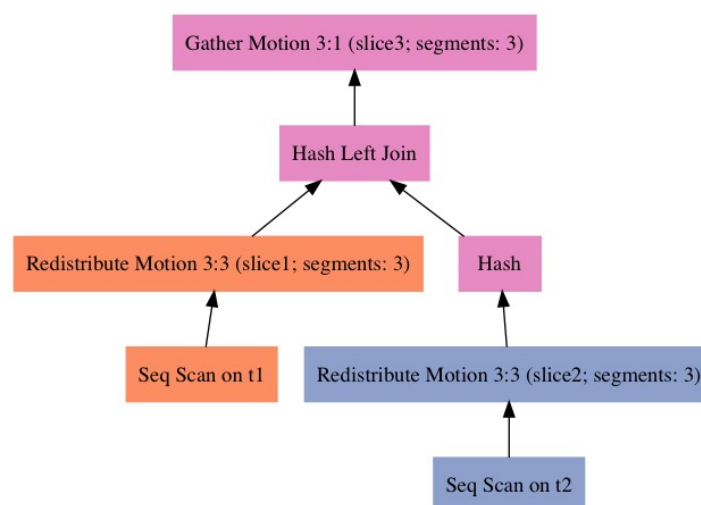 Gather Motion 3:1 (slice3; segments: 3)
Hash Left Join
Redistribute Motion 3:3 (slice1; segments: 3)
Hash
Seq Scan on t1
Redistribute Motion 3:3 (slice2; segments: 3)
Seq Scan on t2